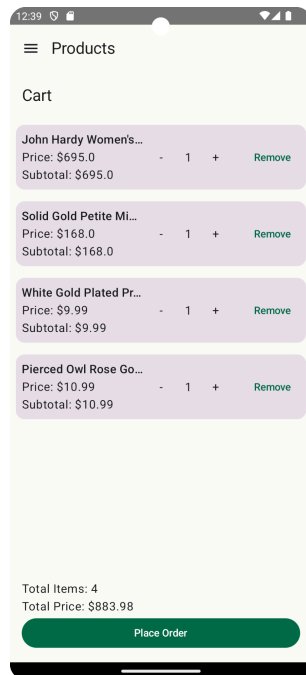 12:39
Products
Cart
John Hardy Women's...
Price: $695.0
Subtotal: $695.0
- 1 +
Remove
Solid Gold Petite Mi...
Price: $168.0
Subtotal: $168.0
- 1 +
Remove
White Gold Plated Pr...
Price: $9.99
Subtotal: $9.99
- 1 +
Remove
Pierced Owl Rose Go...
Price: $10.99
Subtotal: $10.99
- 1 +
Remove
Total Items: 4
Total Price: $883.98
Place Order